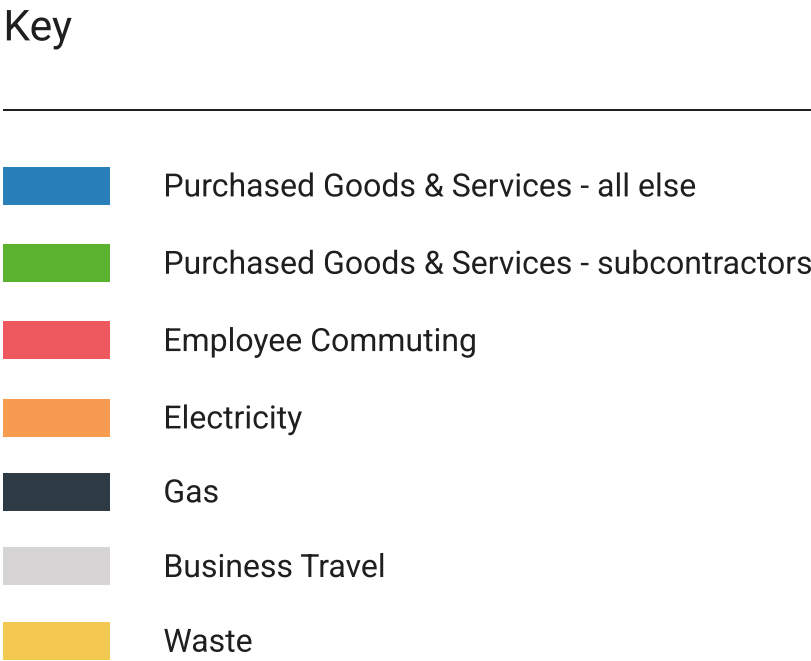 Key
Purchased Goods & Services - all else
Purchased Goods & Services - subcontractors
Employee Commuting
Electricity
Gas
Business Travel
Waste